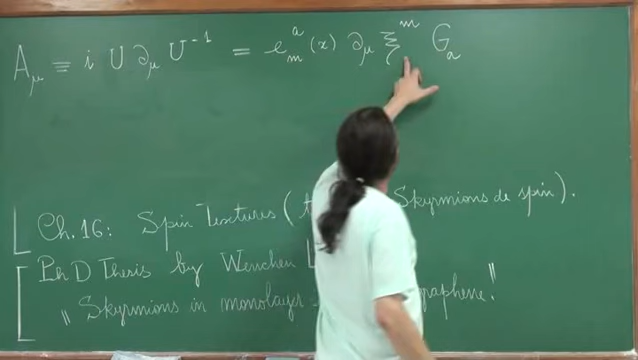 A_μ ≡ i U ∂_μ U^{-1} = e_m^a (x) ∂_μ ξ^m G_a
Ch. 16: Spin Textures ( Skyrmions de spin).
PhD Thesis by Wenchen
"Skyrmions in monolayer graphene."